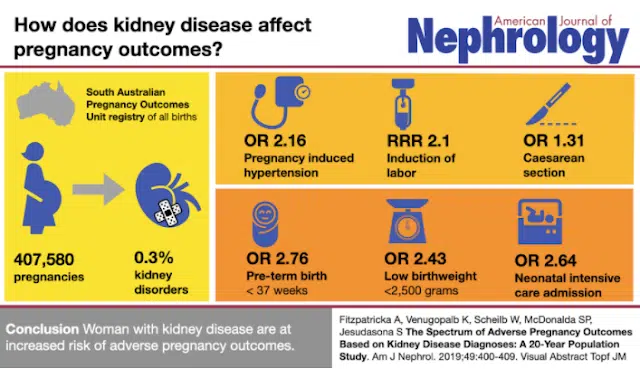 How does kidney disease affect
pregnancy outcomes?
American Journal of
Nephrology
South Australian
Pregnancy Outcomes
Unit registry of all births
407,580
pregnancies
0.3%
kidney
disorders
OR 2.16
Pregnancy induced
hypertension
RRR 2.1
Induction of
labor
OR 1.31
Caesarean
section
OR 2.76
Pre-term birth
< 37 weeks
OR 2.43
Low birthweight
<2,500 grams
OR 2.64
Neonatal intensive
care admission
Conclusion Woman with kidney disease are at
increased risk of adverse pregnancy outcomes.
Fitzpatricka A, Venugopalb K, Scheilb W, McDonalda SP,
Jesudasona S The Spectrum of Adverse Pregnancy Outcomes
Based on Kidney Disease Diagnoses: A 20-Year Population
Study. Am J Nephrol. 2019;49:400-409. Visual Abstract Topf JM